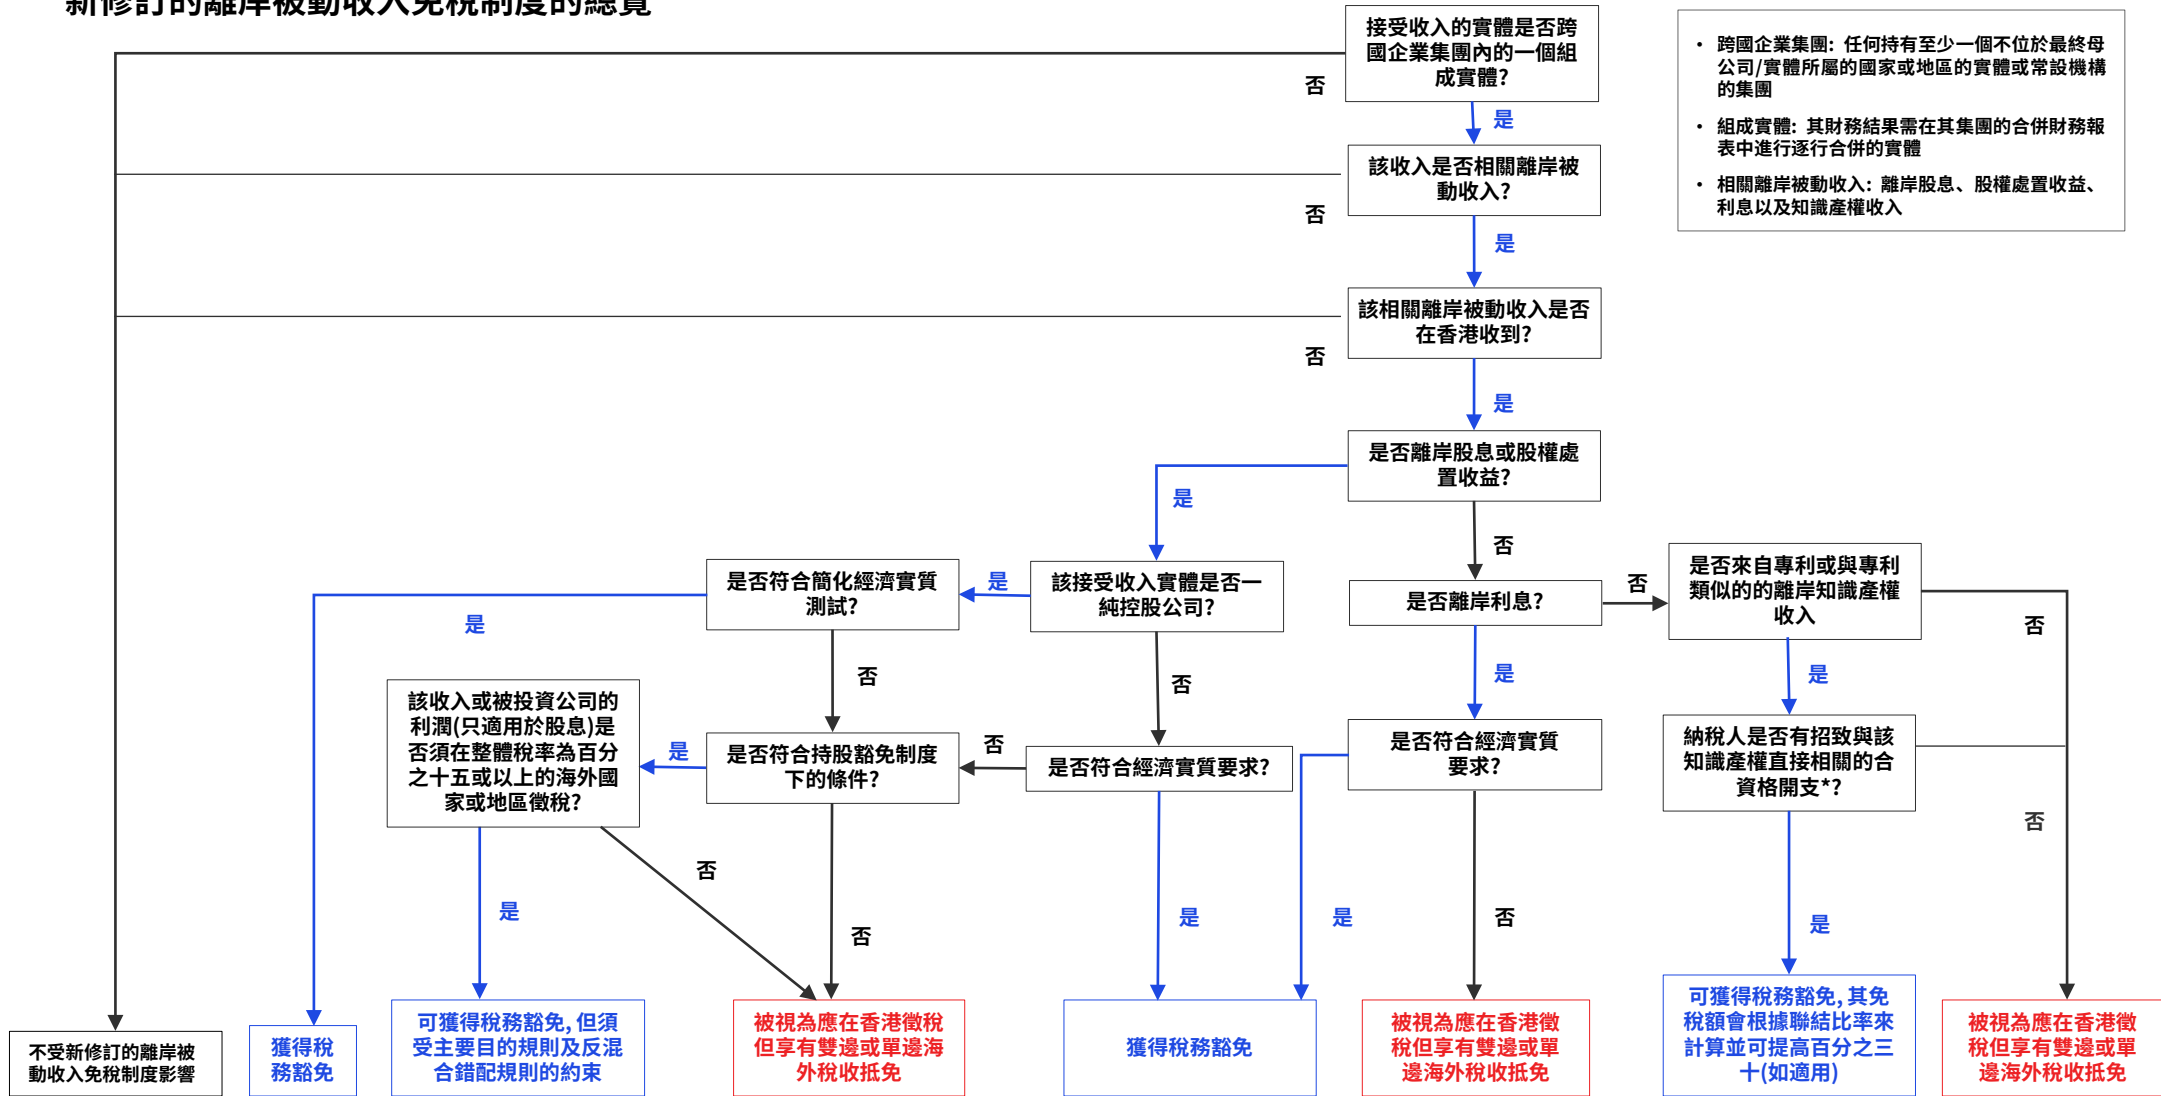 新修訂的離岸被動收入免稅制度的總覽
接受收入的實體是否跨
國企業集團內的一個組
成實體?
• 跨國企業集團: 任何持有至少一個不位於最終母
公司/實體所屬的國家或地區的實體或常設機構
的集團
• 組成實體: 其財務結果需在其集團的合併財務報
表中進行逐行合併的實體
• 相關離岸被動收入: 離岸股息、股權處置收益、
利息以及知識產權收入
否
是
該收入是否相關離岸被
動收入?
否
是
該相關離岸被動收入是否
在香港收到?
否
是
是否離岸股息或股權處
置收益?
是
否
是否符合簡化經濟實質
測試?
是
該接受收入實體是否一
純控股公司?
是否離岸利息?
否
是否來自專利或與專利
類似的的離岸知識產權
收入
是
否
否
否
是
是
該收入或被投資公司的
利潤(只適用於股息)是
否須在整體稅率為百分
之十五或以上的海外國
家或地區徵稅?
是
是否符合持股豁免制度
下的條件?
否
是否符合經濟實質要求?
是否符合經濟實質
要求?
納稅人是否有招致與該
知識產權直接相關的合
資格開支*?
否
否
是
否
是
是
否
是
不受新修訂的離岸被
動收入免稅制度影響
獲得稅
務豁免
可獲得稅務豁免, 但須
受主要目的規則及反混
合錯配規則的約束
被視為應在香港徵稅
但享有雙邊或單邊海
外稅收抵免
獲得稅務豁免
被視為應在香港徵
稅但享有雙邊或單
邊海外稅收抵免
可獲得稅務豁免, 其免
稅額會根據聯結比率來
計算並可提高百分之三
十(如適用)
被視為應在香港徵
稅但享有雙邊或單
邊海外稅收抵免